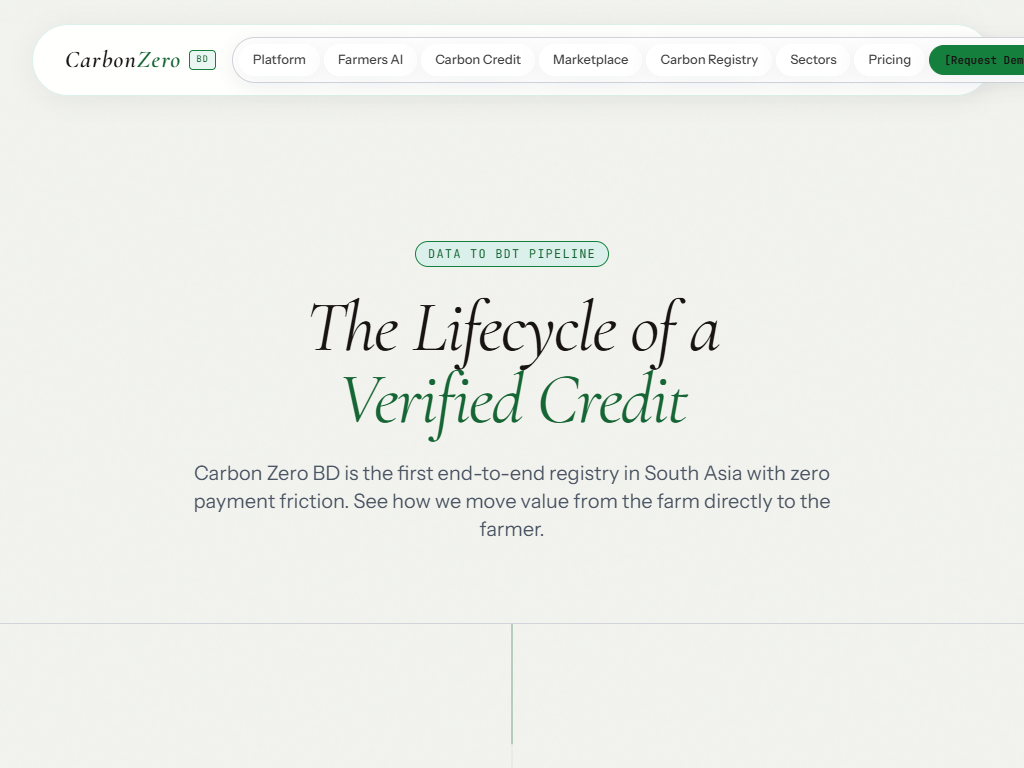 CarbonZero BD
Platform Farmers AI Carbon Credit Marketplace Carbon Registry Sectors Pricing [Request Dem
DATA TO BDT PIPELINE
The Lifecycle of a
Verified Credit
Carbon Zero BD is the first end-to-end registry in South Asia with zero
payment friction. See how we move value from the farm directly to the
farmer.